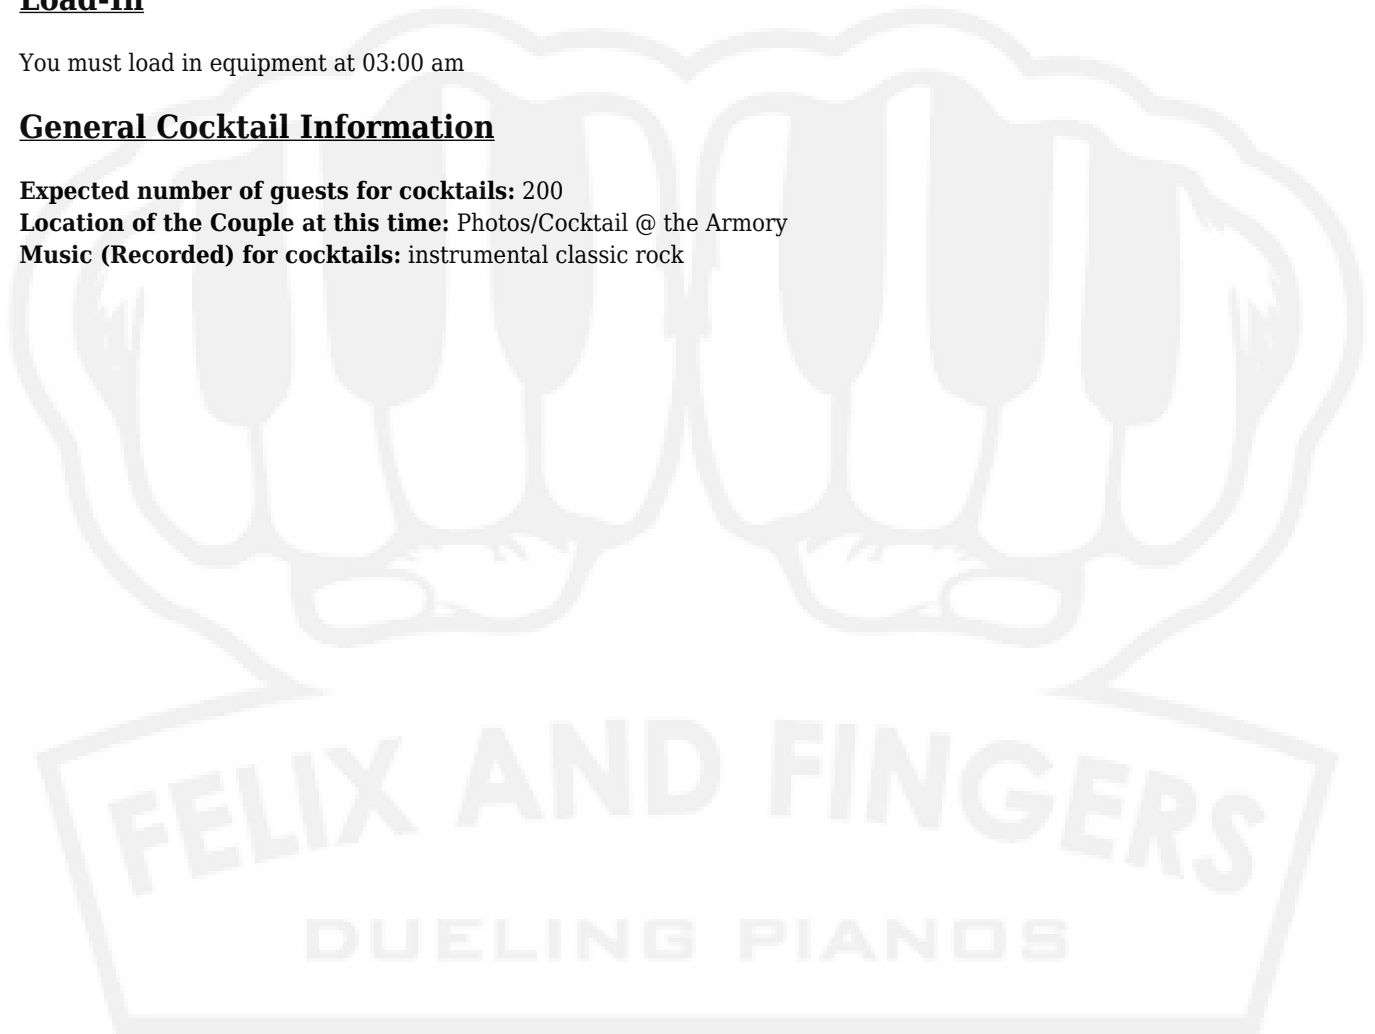 Load-In
You must load in equipment at 03:00 am
General Cocktail Information
Expected number of guests for cocktails: 200
Location of the Couple at this time: Photos/Cocktail @ the Armory
Music (Recorded) for cocktails: instrumental classic rock
FELIX AND FINGERS
DUELING PIANOS